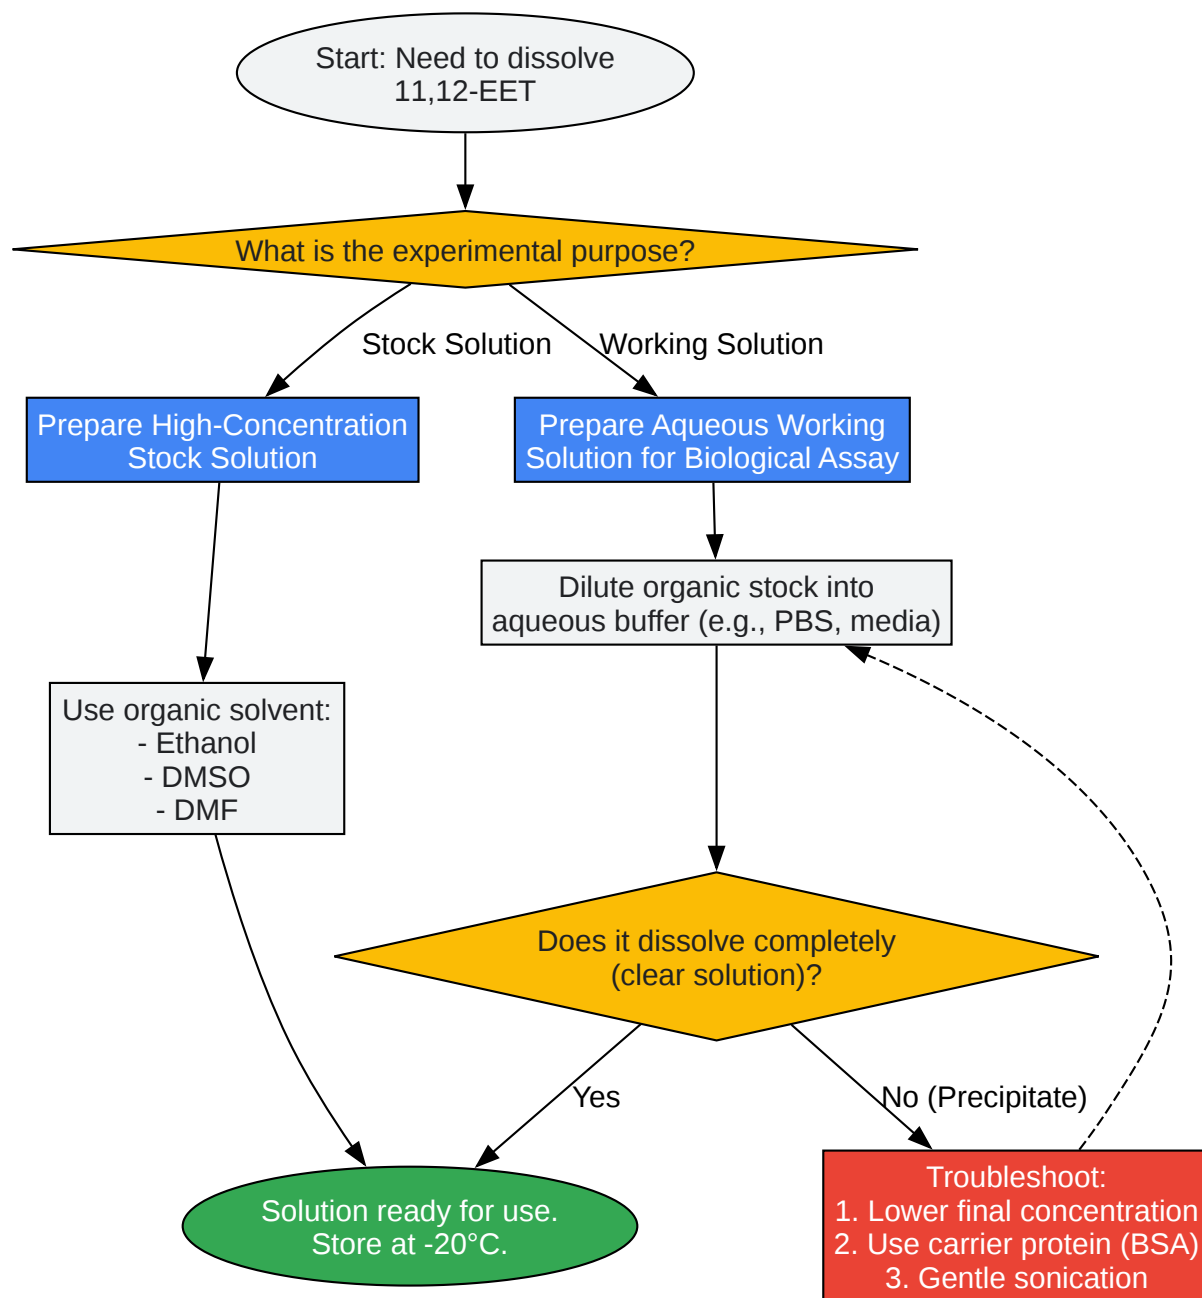 Start: Need to dissolve
11,12-EET
What is the experimental purpose?
Stock Solution
Working Solution
Prepare High-Concentration
Stock Solution
Prepare Aqueous Working
Solution for Biological Assay
Dilute organic stock into
aqueous buffer (e.g., PBS, media)
Use organic solvent:
- Ethanol
- DMSO
- DMF
Does it dissolve completely
(clear solution)?
Yes
No (Precipitate)
Solution ready for use.
Store at -20°C.
Troubleshoot:
1. Lower final concentration
2. Use carrier protein (BSA)
3. Gentle sonication